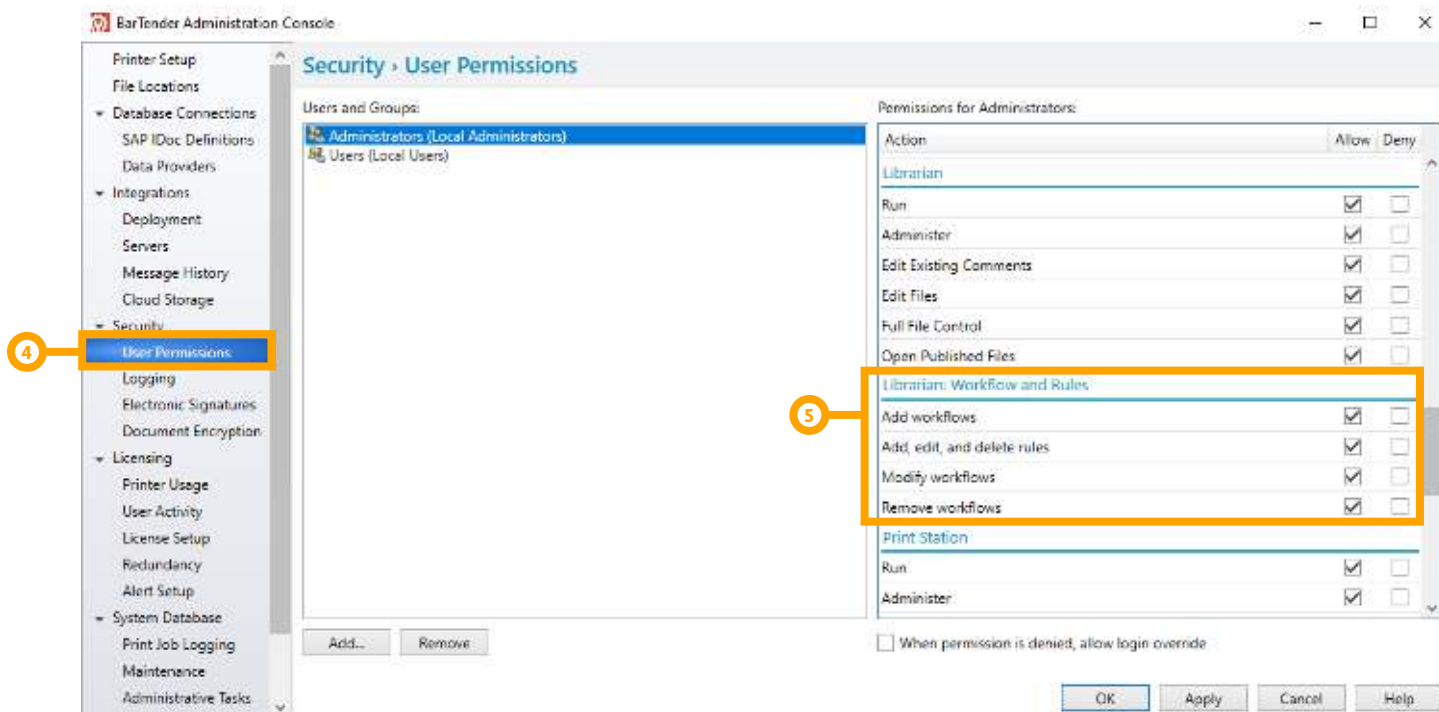 BarTender Administration Console
Printer Setup
File Locations
Database Connections
SAP IDoc Definitions
Data Providers
Integrations
Deployment
Servers
Message History
Cloud Storage
Security
User Permissions
Logging
Electronic Signatures
Document Encryption
Licensing
Printer Usage
User Activity
License Setup
Redundancy
Alert Setup
System Database
Print Job Logging
Maintenance
Administrative Tasks
4
Security › User Permissions
Users and Groups:
Administrators (Local Administrators)
Users (Local Users)
Add...
Remove
Permissions for Administrators:
Action Allow Deny
Librarian
Run
Administer
Edit Existing Comments
Edit Files
Full File Control
Open Published Files
5
Librarian: Workflow and Rules
Add workflows
Add, edit, and delete rules
Modify workflows
Remove workflows
Print Station
Run
Administer
When permission is denied, allow login override
OK Apply Cancel Help